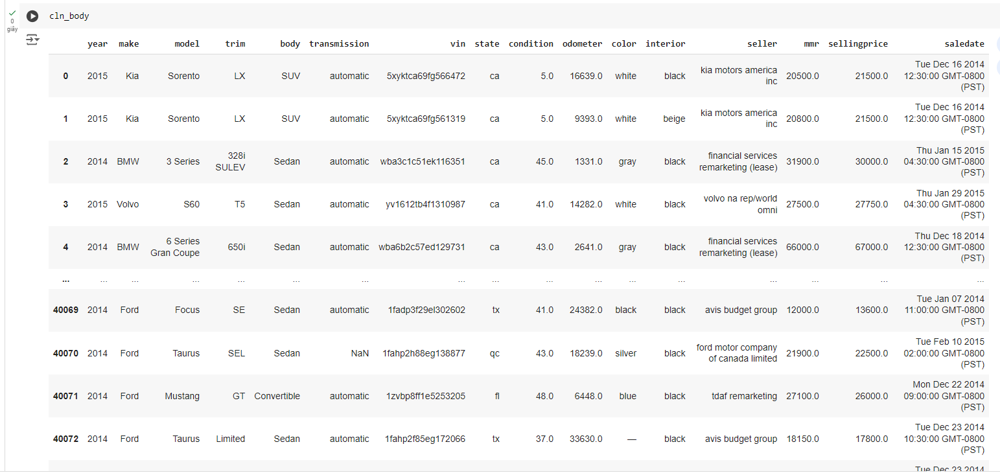 cln_body
0
giây
year make model trim body transmission vin state condition odometer color interior seller mmr sellingprice saledate
0 2015 Kia Sorento LX SUV automatic 5xyktca69fg566472 ca 5.0 16639.0 white black kia motors america inc 20500.0 21500.0 Tue Dec 16 2014 12:30:00 GMT-0800 (PST)
1 2015 Kia Sorento LX SUV automatic 5xyktca69fg561319 ca 5.0 9393.0 white beige kia motors america inc 20800.0 21500.0 Tue Dec 16 2014 12:30:00 GMT-0800 (PST)
2 2014 BMW 3 Series 328i SULEV Sedan automatic wba3c1c51ek116351 ca 45.0 1331.0 gray black financial services remarketing (lease) 31900.0 30000.0 Thu Jan 15 2015 04:30:00 GMT-0800 (PST)
3 2015 Volvo S60 T5 Sedan automatic yv1612tb4f1310987 ca 41.0 14282.0 white black volvo na rep/world omni 27500.0 27750.0 Thu Jan 29 2015 04:30:00 GMT-0800 (PST)
4 2014 BMW 6 Series Gran Coupe 650i Sedan automatic wba6b2c57ed129731 ca 43.0 2641.0 gray black financial services remarketing (lease) 66000.0 67000.0 Thu Dec 18 2014 12:30:00 GMT-0800 (PST)
... ... ... ... ... ... ... ... ... ... ... ... ... ... ... ... ...
40069 2014 Ford Focus SE Sedan automatic 1fadp3f29el302602 tx 41.0 24382.0 black black avis budget group 12000.0 13600.0 Tue Jan 07 2014 11:00:00 GMT-0800 (PST)
40070 2014 Ford Taurus SEL Sedan NaN 1fahp2h88eg138877 qc 43.0 18239.0 silver black ford motor company of canada limited 21900.0 22500.0 Tue Feb 10 2015 02:00:00 GMT-0800 (PST)
40071 2014 Ford Mustang GT Convertible automatic 1zvbp8ff1e5253205 fl 48.0 6448.0 blue black tdaf remarketing 27100.0 26000.0 Mon Dec 22 2014 09:00:00 GMT-0800 (PST)
40072 2014 Ford Taurus Limited Sedan automatic 1fahp2f85eg172066 tx 37.0 33630.0 — black avis budget group 18150.0 17800.0 Tue Dec 23 2014 10:30:00 GMT-0800 (PST)
Tue Dec 23 2014